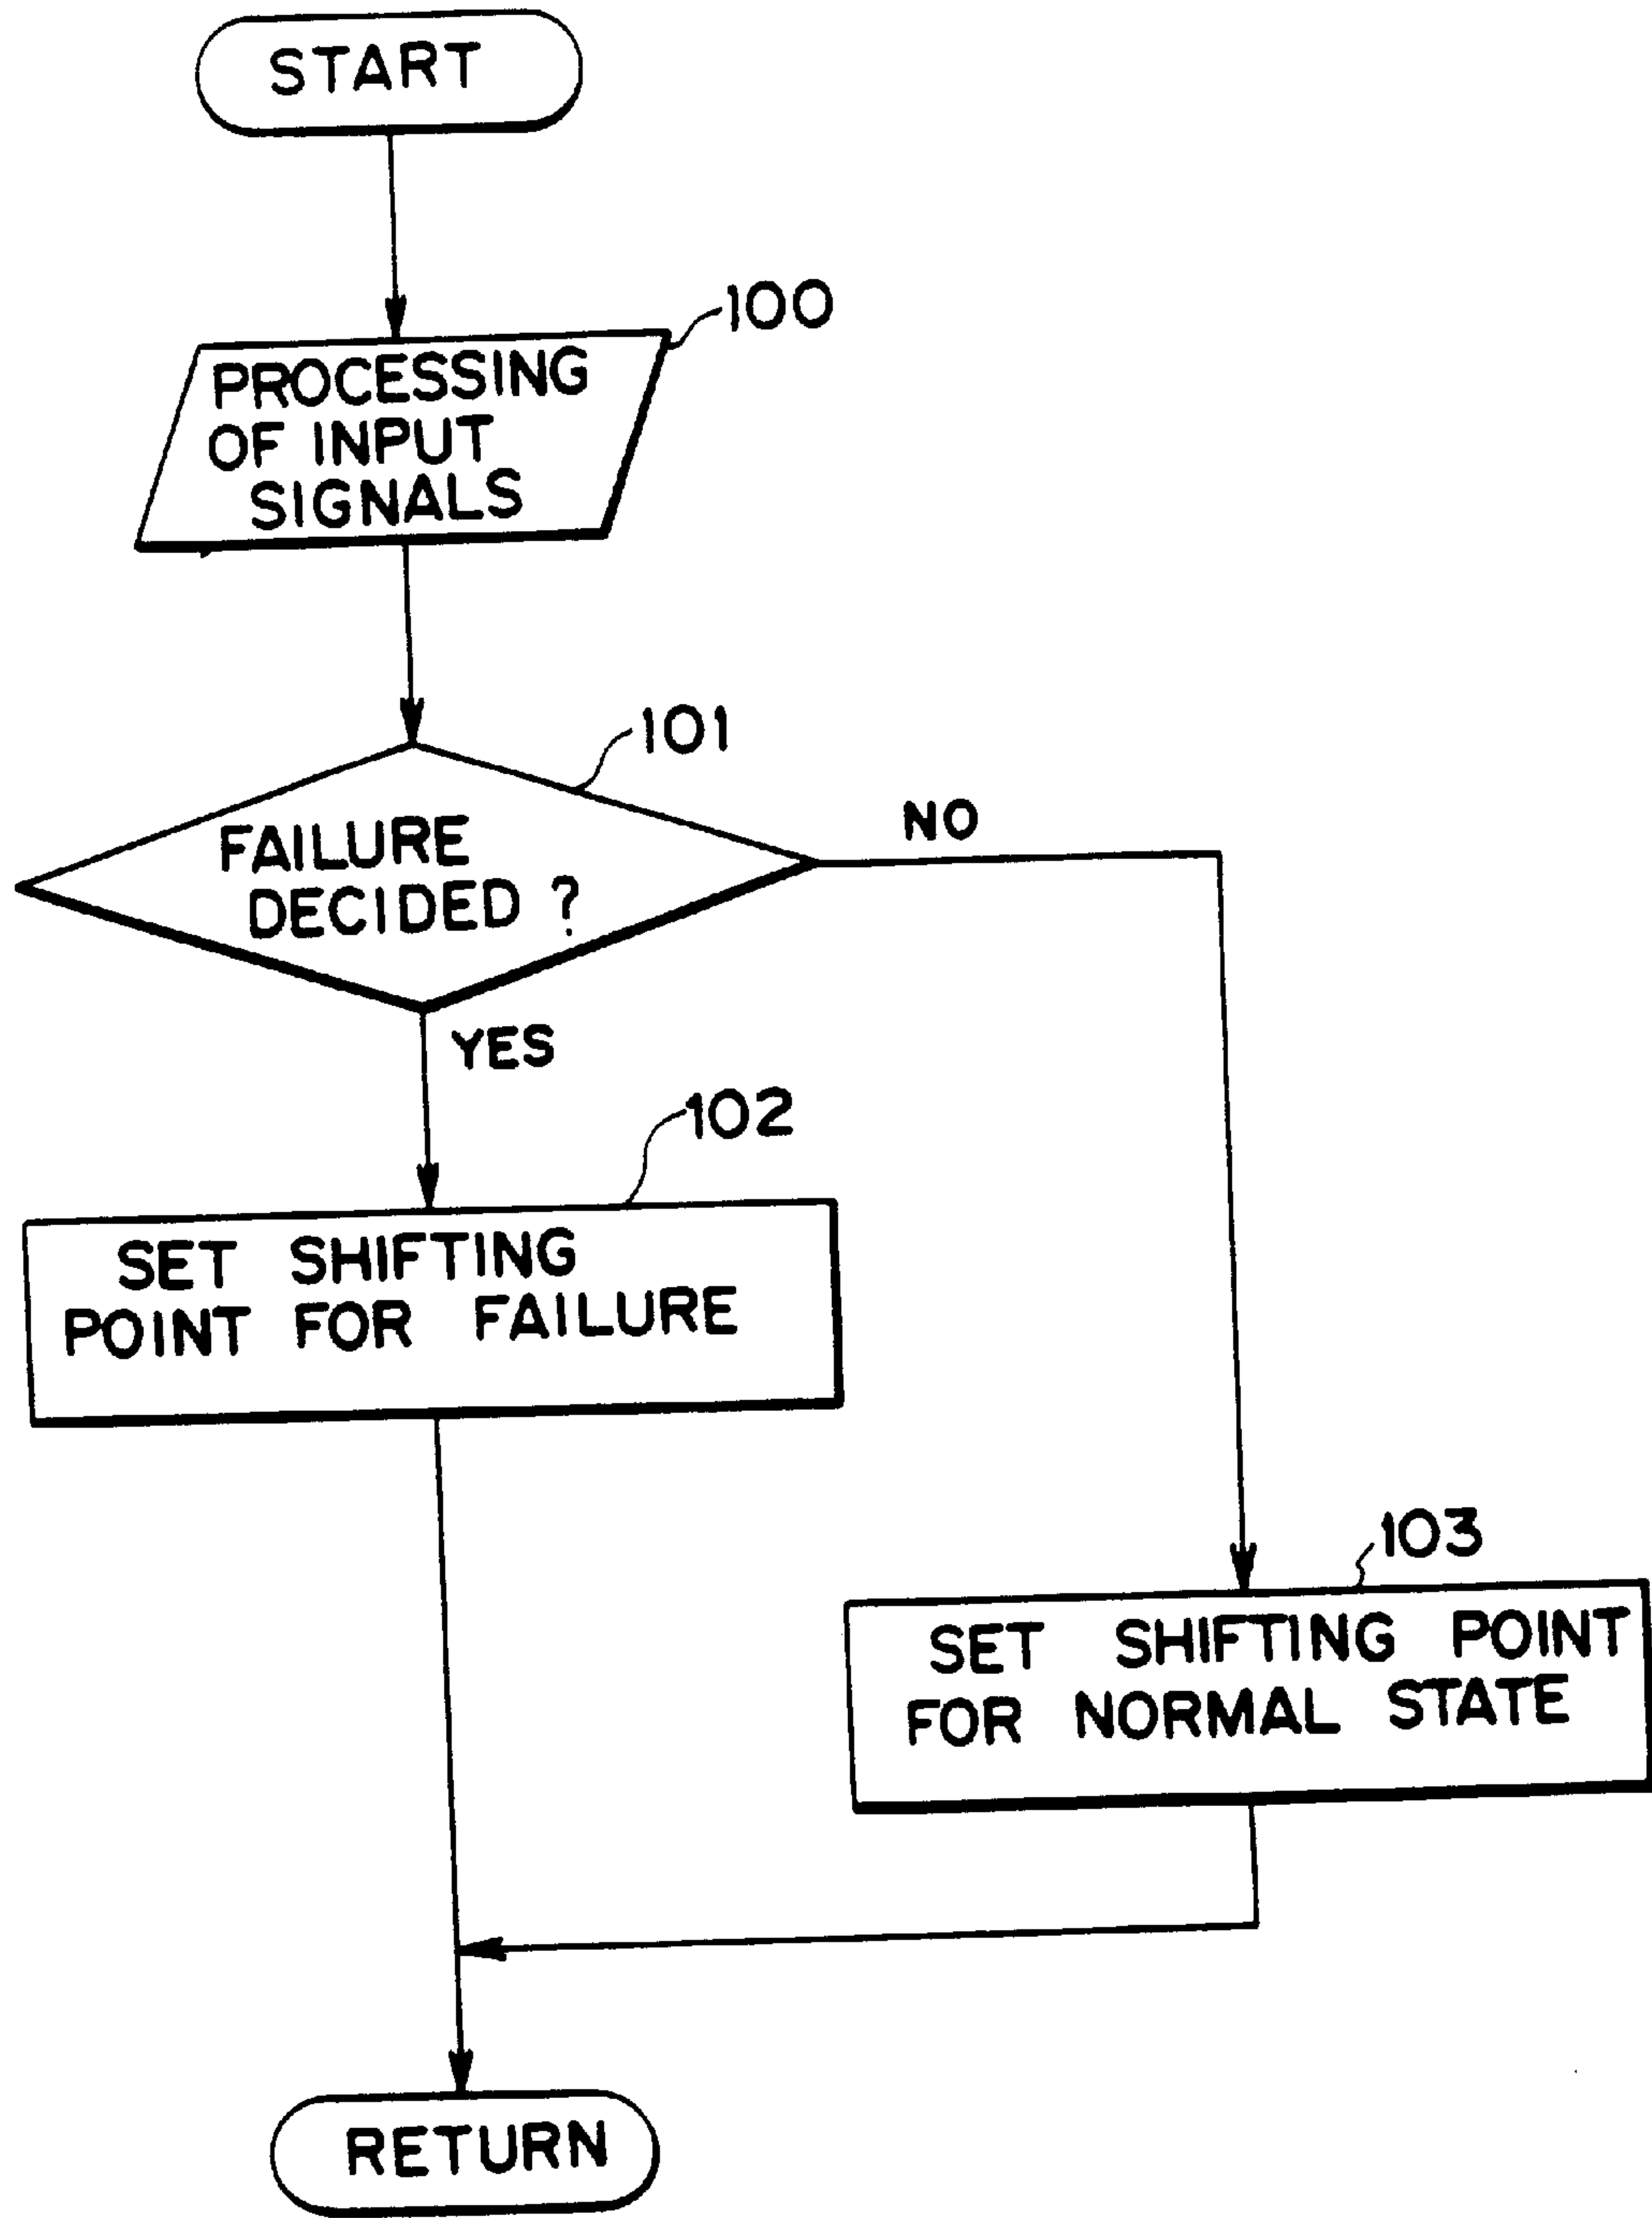 START
100
PROCESSING
OF INPUT
SIGNALS
101
FAILURE
DECIDED ?
NO
YES
102
SET SHIFTING
POINT FOR FAILURE
103
SET SHIFTING POINT
FOR NORMAL STATE
RETURN